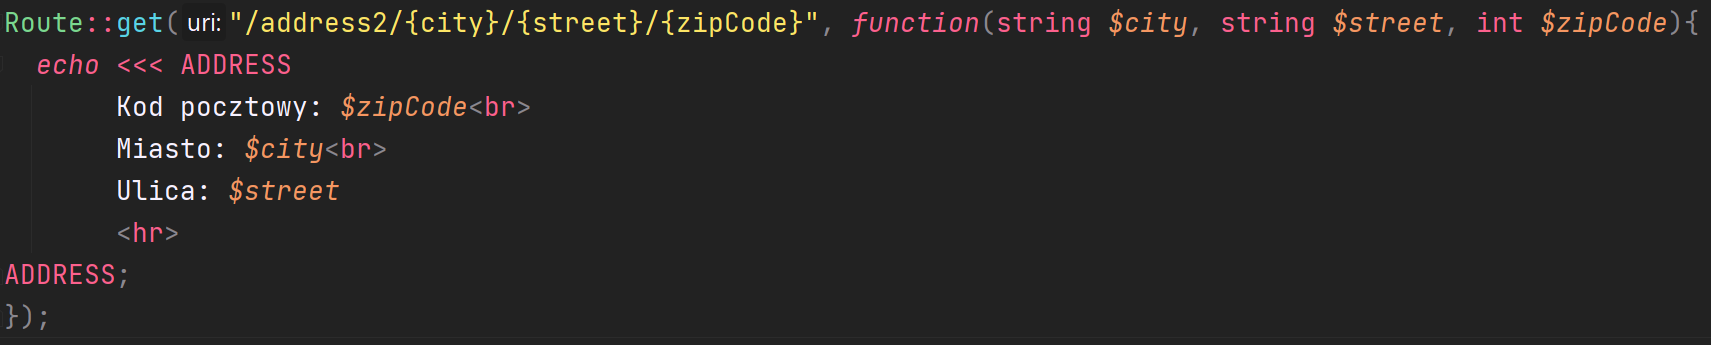 Route::get( uri: "/address2/{city}/{street}/{zipCode}", function(string $city, string $street, int $zipCode){
echo <<< ADDRESS
Kod pocztowy: $zipCode<br>
Miasto: $city<br>
Ulica: $street
<hr>
ADDRESS;
});